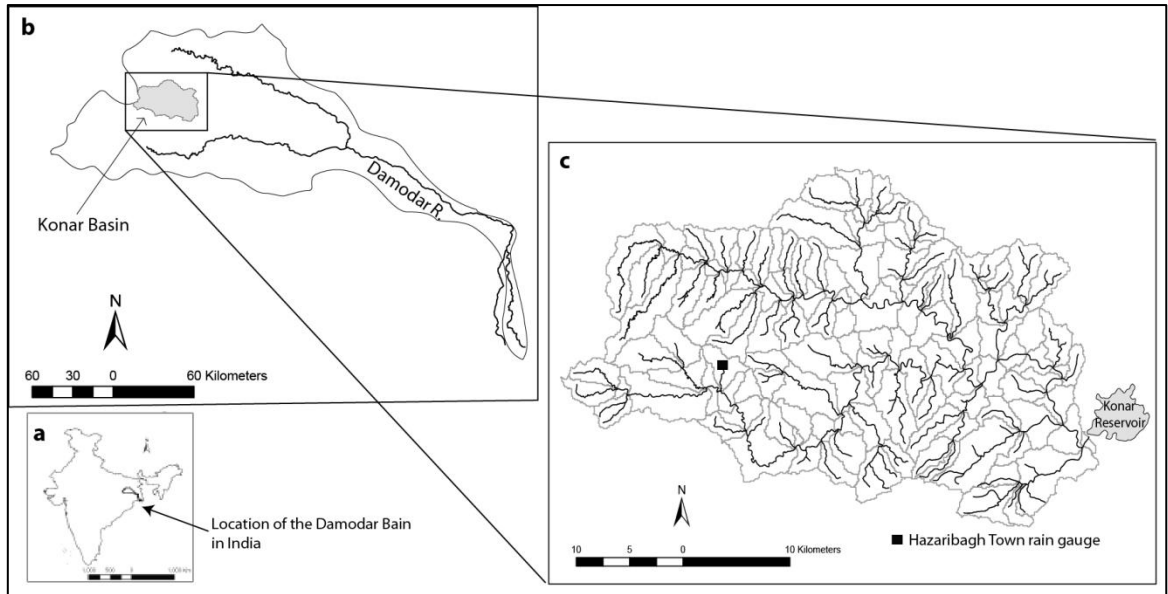 b
Konar Basin
Damodar R.
N
60 30 0 60 Kilometers
a
Location of the Damodar Bain
in India
c
Konar
Reservoir
N
Hazaribagh Town rain gauge
10 5 0 10 Kilometers